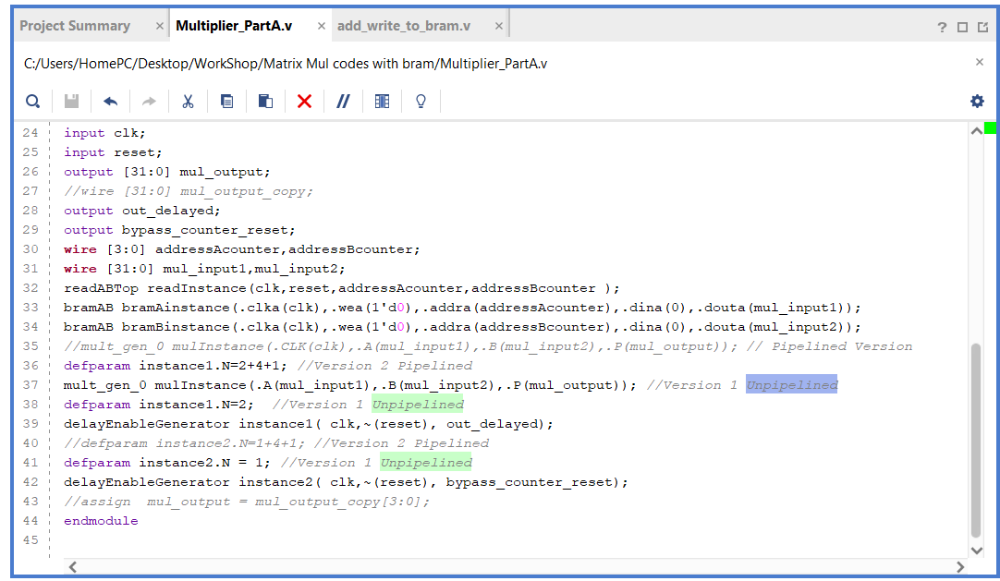 Project Summary × Multiplier_PartA.v × add_write_to_bram.v × ?
C:/Users/HomePC/Desktop/WorkShop/Matrix Mul codes with bram/Multiplier_PartA.v ×
24 input clk;
25 input reset;
26 output [31:0] mul_output;
27 //wire [31:0] mul_output_copy;
28 output out_delayed;
29 output bypass_counter_reset;
30 wire [3:0] addressAcounter,addressBcounter;
31 wire [31:0] mul_input1,mul_input2;
32 readABTop readInstance(clk,reset,addressAcounter,addressBcounter );
33 bramAB bramAinstance(.clka(clk),.wea(1'd0),.addra(addressAcounter),.dina(0),.douta(mul_input1));
34 bramAB bramBinstance(.clka(clk),.wea(1'd0),.addra(addressBcounter),.dina(0),.douta(mul_input2));
35 //mult_gen_0 mulInstance(.CLK(clk),.A(mul_input1),.B(mul_input2),.P(mul_output)); // Pipelined Version
36 defparam instance1.N=2+4+1; //Version 2 Pipelined
37 mult_gen_0 mulInstance(.A(mul_input1),.B(mul_input2),.P(mul_output)); //Version 1 Unpipelined
38 defparam instance1.N=2; //Version 1 Unpipelined
39 delayEnableGenerator instance1( clk,~(reset), out_delayed);
40 //defparam instance2.N=1+4+1; //Version 2 Pipelined
41 defparam instance2.N = 1; //Version 1 Unpipelined
42 delayEnableGenerator instance2( clk,~(reset), bypass_counter_reset);
43 //assign  mul_output = mul_output_copy[3:0];
44 endmodule
45